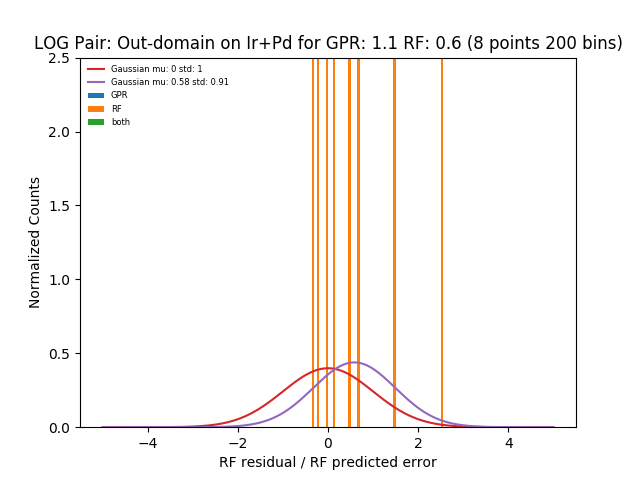 LOG Pair: Out-domain on Ir+Pd for GPR: 1.1 RF: 0.6 (8 points 200 bins)
Gaussian mu: 0 std: 1
Gaussian mu: 0.58 std: 0.91
GPR
RF
both
Normalized Counts
2.5
2.0
1.5
1.0
0.5
0.0
−4 −2 0 2 4
RF residual / RF predicted error